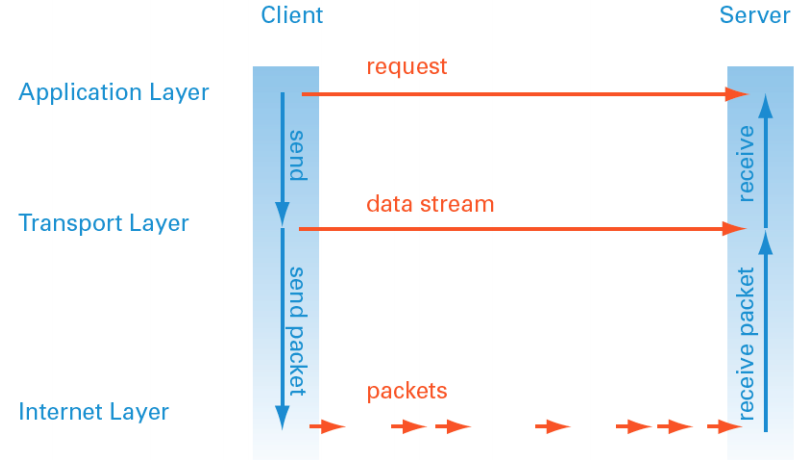 Client
Server
Application Layer
request
send
receive
Transport Layer
data stream
send packet
receive packet
Internet Layer
packets